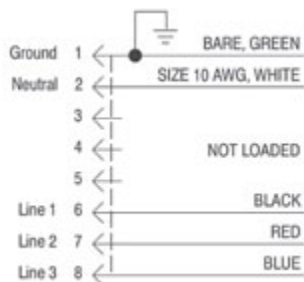 BARE, GREEN
Ground 1
SIZE 10 AWG, WHITE
Neutral 2
3
4 NOT LOADED
5
BLACK
Line 1 6
RED
Line 2 7
BLUE
Line 3 8